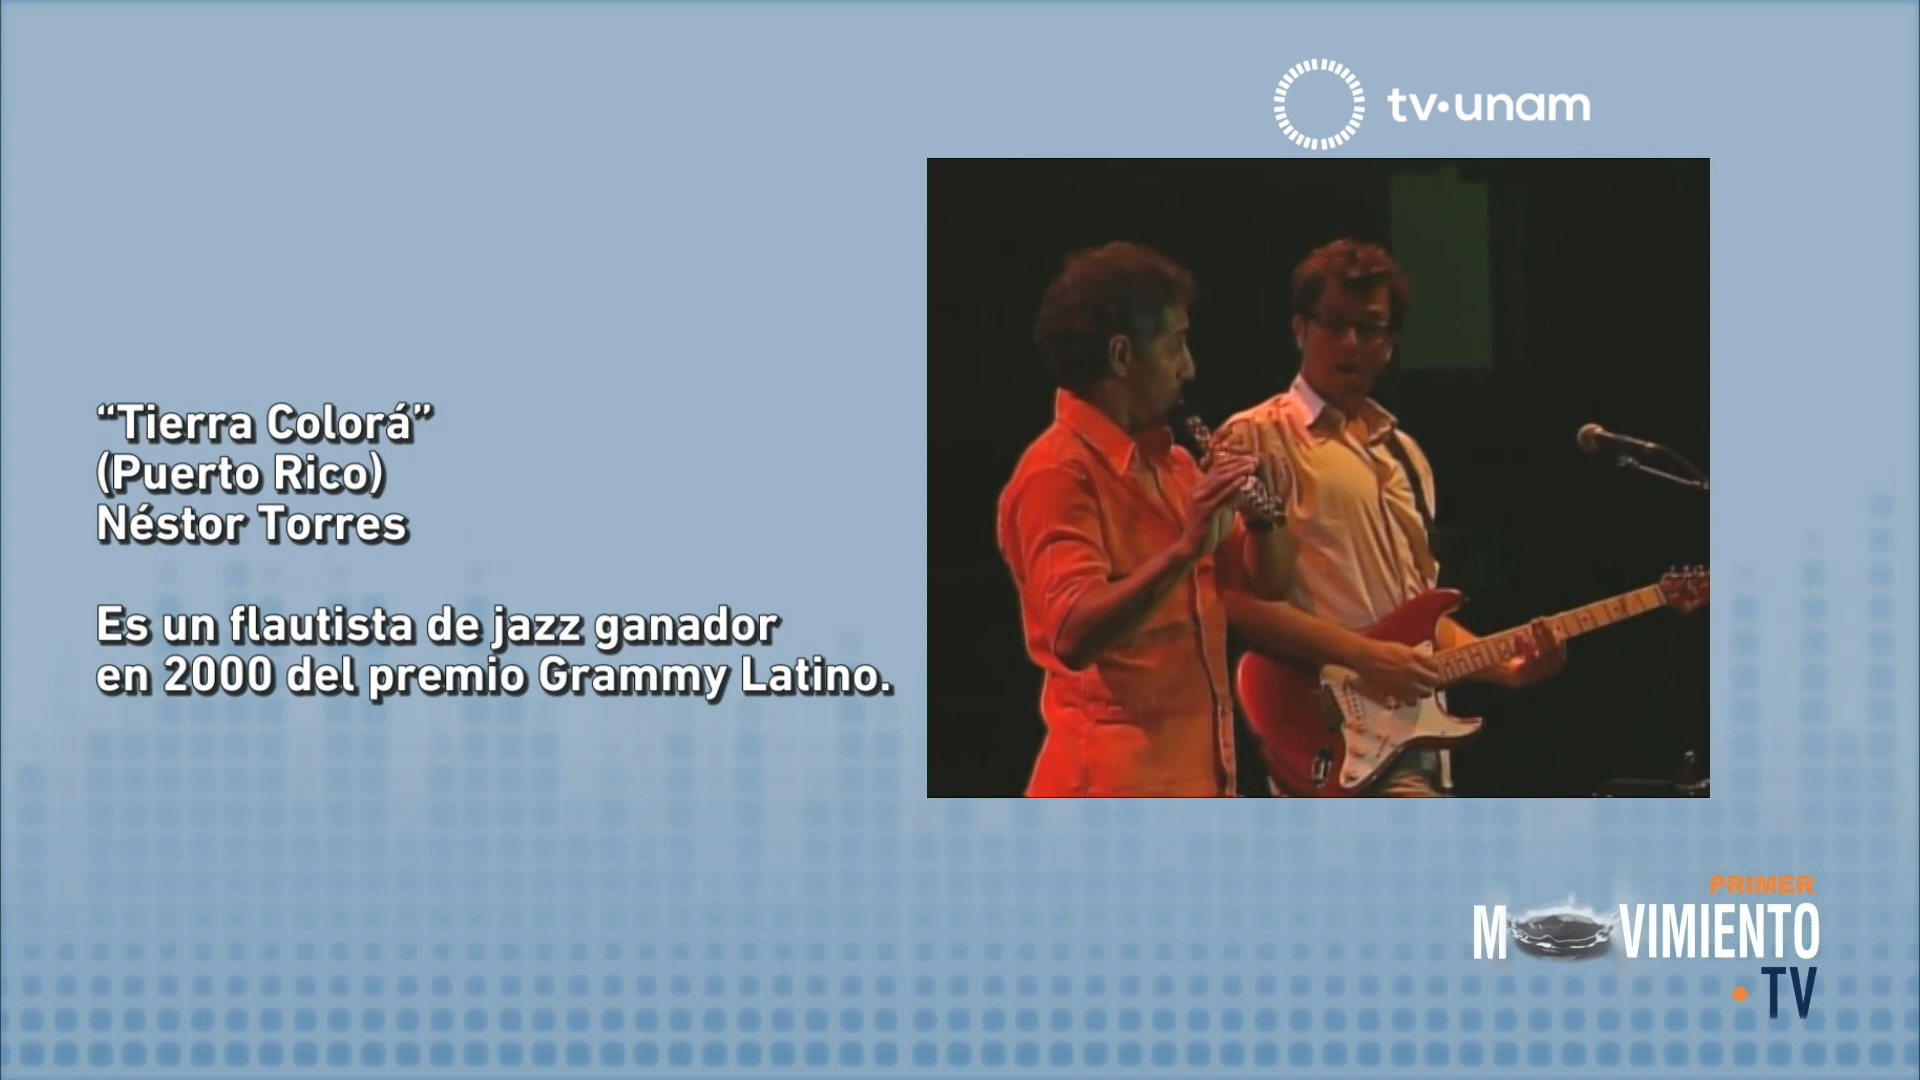 tv·unam
“Tierra Colorá”
(Puerto Rico)
Néstor Torres
Es un flautista de jazz ganador
en 2000 del premio Grammy Latino.
PRIMER
MOVIMIENTO
•TV